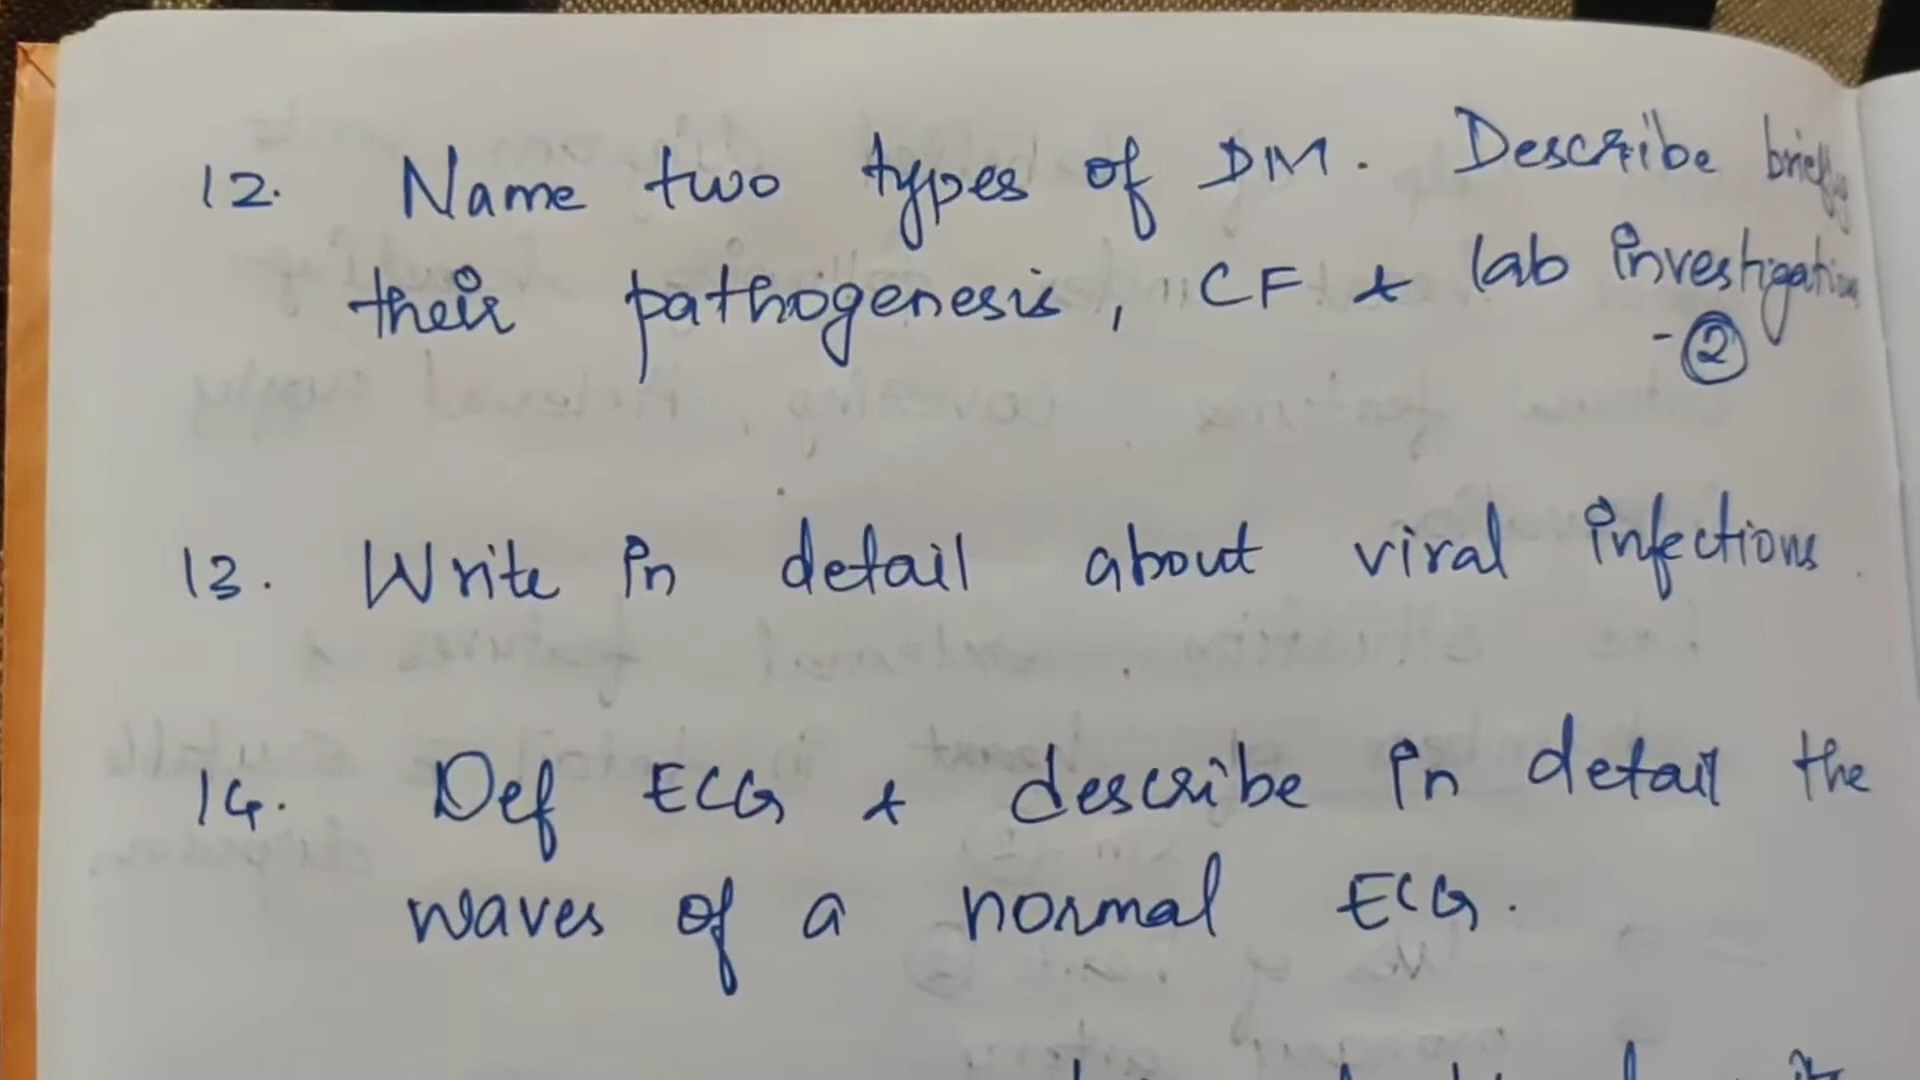 12. Name two types of DM. Describe briefly
their pathogenesis, CF & lab investigation
- ②
13. Write in detail about viral infections.
14. Def ECG & describe in detail the
waves of a normal ECG.